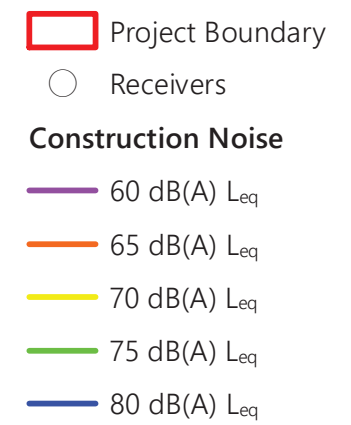 Project Boundary
Receivers
Construction Noise
60 dB(A) Leq
65 dB(A) Leq
70 dB(A) Leq
75 dB(A) Leq
80 dB(A) Leq